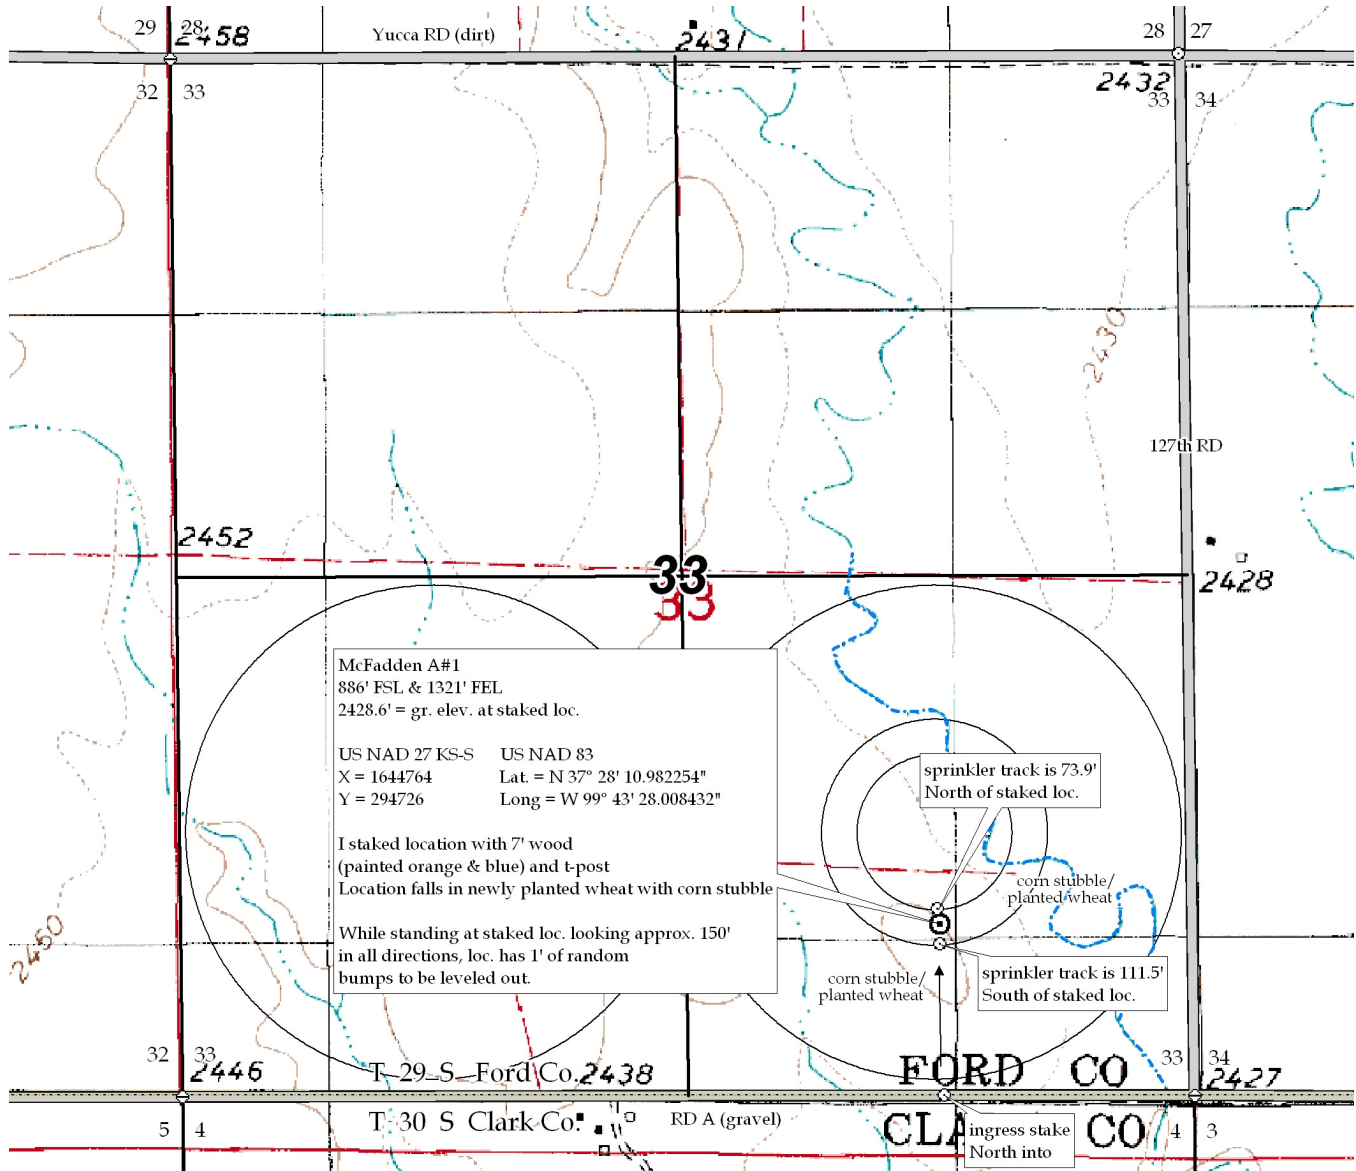 29 28
2458
Yucca RD (dirt)
2431
28 27
32 33
2432
33 34
2430
127th RD
2452
33
33
2428
McFadden A#1
886' FSL & 1321' FEL
2428.6' = gr. elev. at staked loc.
US NAD 27 KS-S US NAD 83
X = 1644764 Lat. = N 37° 28' 10.982254"
Y = 294726 Long = W 99° 43' 28.008432"
I staked location with 7' wood
(painted orange & blue) and t-post
Location falls in newly planted wheat with corn stubble
While standing at staked loc. looking approx. 150'
in all directions, loc. has 1' of random
bumps to be leveled out.
sprinkler track is 73.9'
North of staked loc.
corn stubble/
planted wheat
2450
sprinkler track is 111.5'
South of staked loc.
corn stubble/
planted wheat
32 33
2446
T 29 S Ford Co.
2438
FORD CO
33 34
2427
T 30 S Clark Co.
RD A (gravel)
CLA CO
5 4
ingress stake
North into
4 3